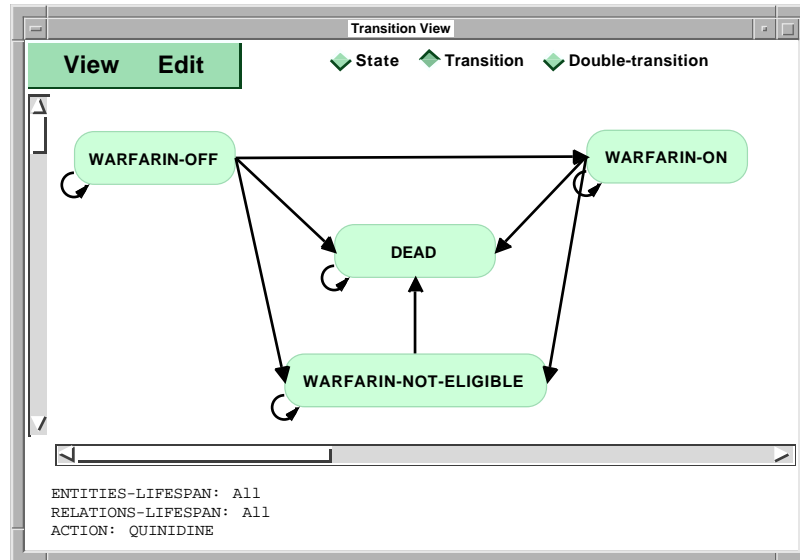 Transition View
View Edit State Transition Double-transition
WARFARIN-OFF WARFARIN-ON
DEAD
WARFARIN-NOT-ELIGIBLE
ENTITIES-LIFESPAN: All
RELATIONS-LIFESPAN: All
ACTION: QUINIDINE